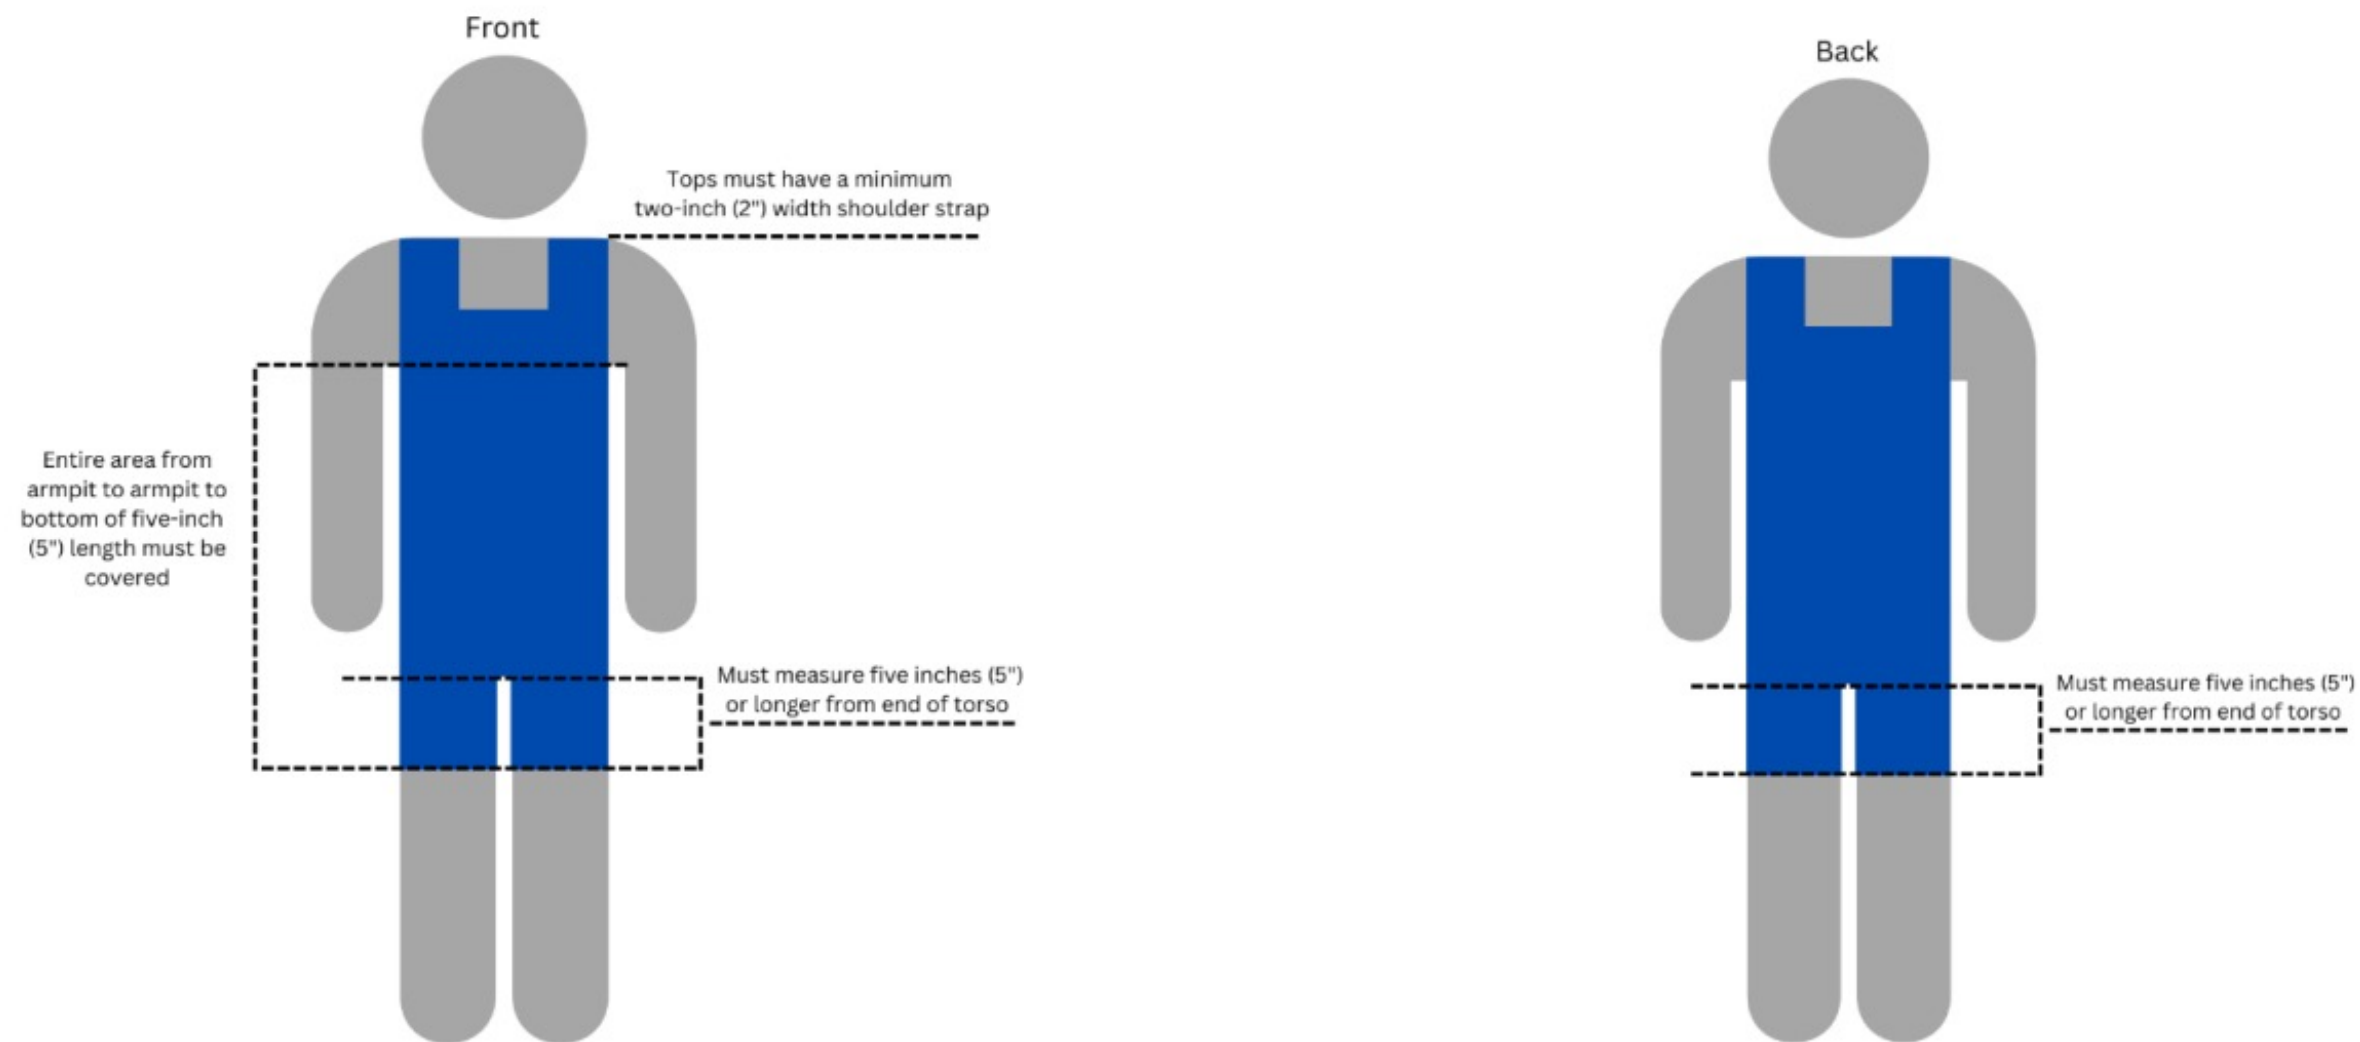 Front
Tops must have a minimum
two-inch (2") width shoulder strap
Entire area from
armpit to armpit to
bottom of five-inch
(5") length must be
covered
Must measure five inches (5")
or longer from end of torso
Back
Must measure five inches (5")
or longer from end of torso